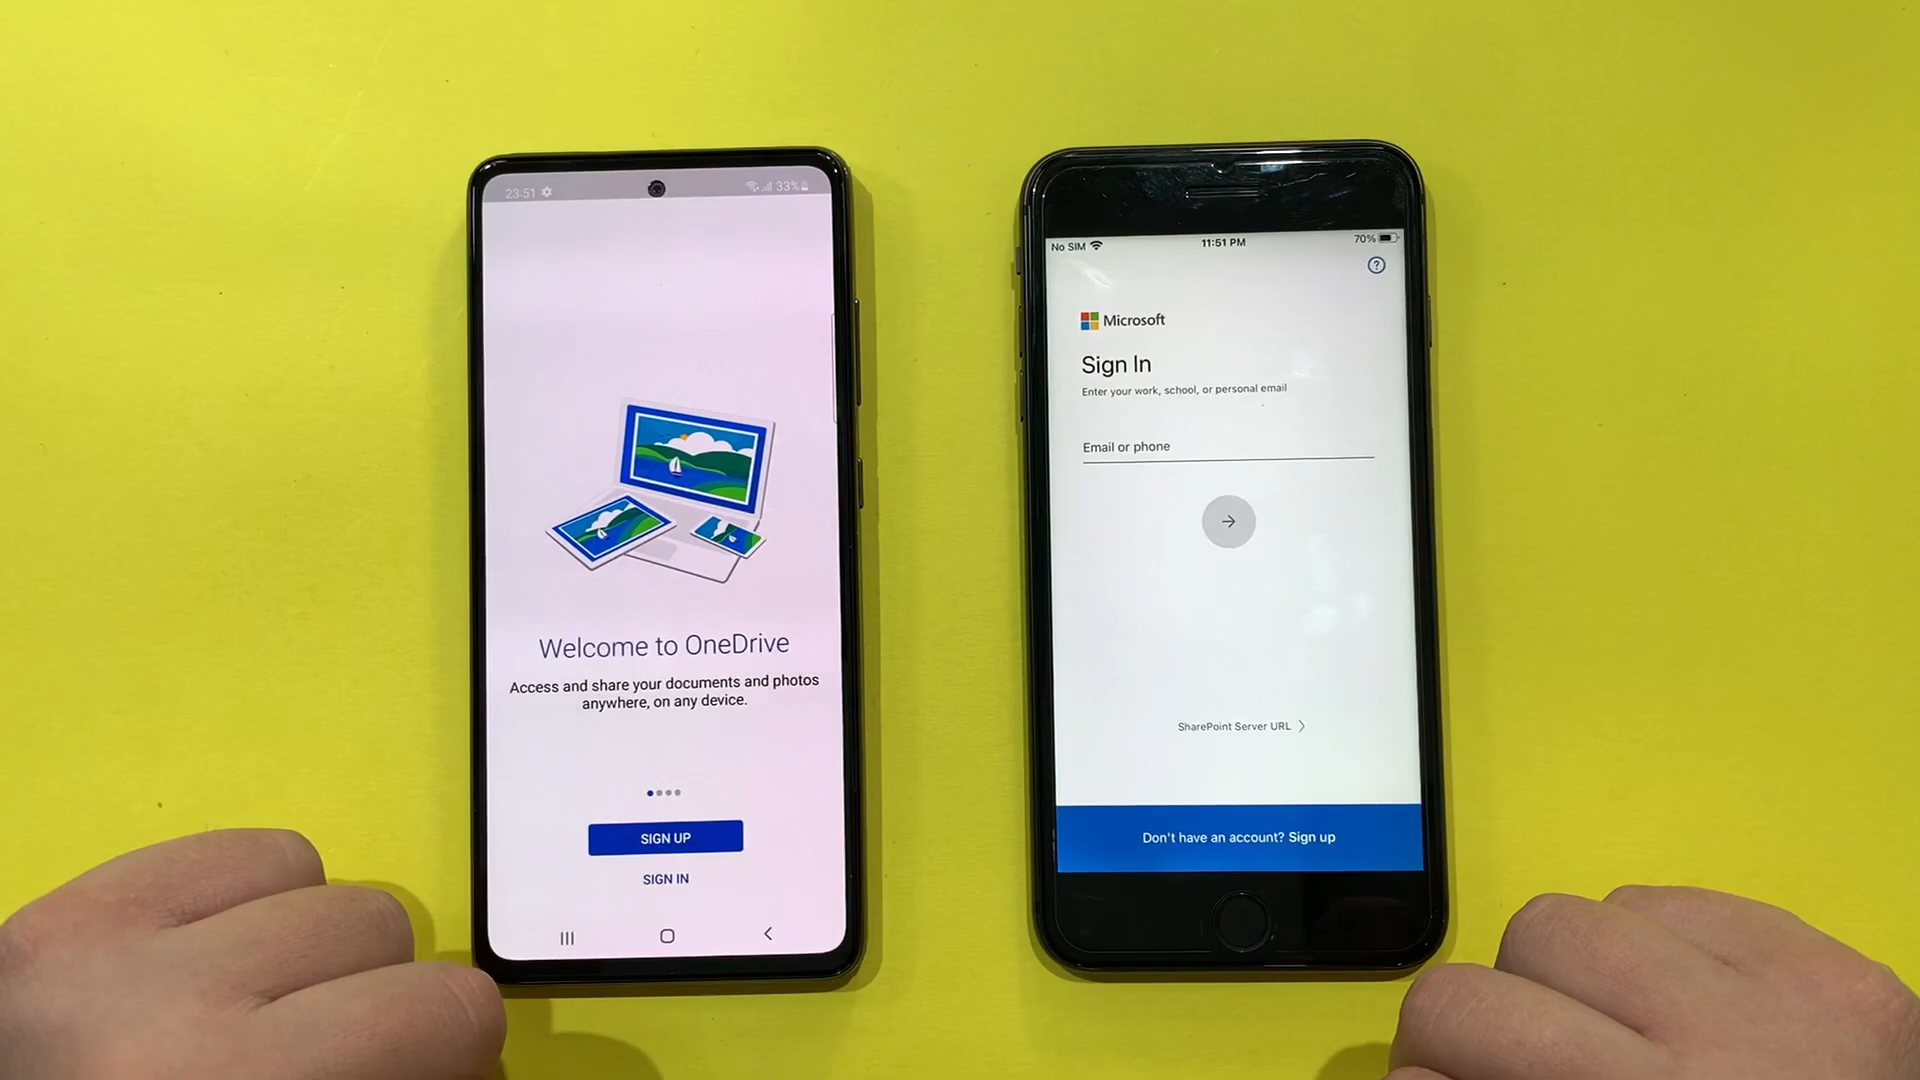 23:51
33%
Welcome to OneDrive
Access and share your documents and photos
anywhere, on any device.
SIGN UP
SIGN IN
No SIM
11:51 PM
70%
?
Microsoft
Sign In
Enter your work, school, or personal email
Email or phone
SharePoint Server URL
Don't have an account? Sign up